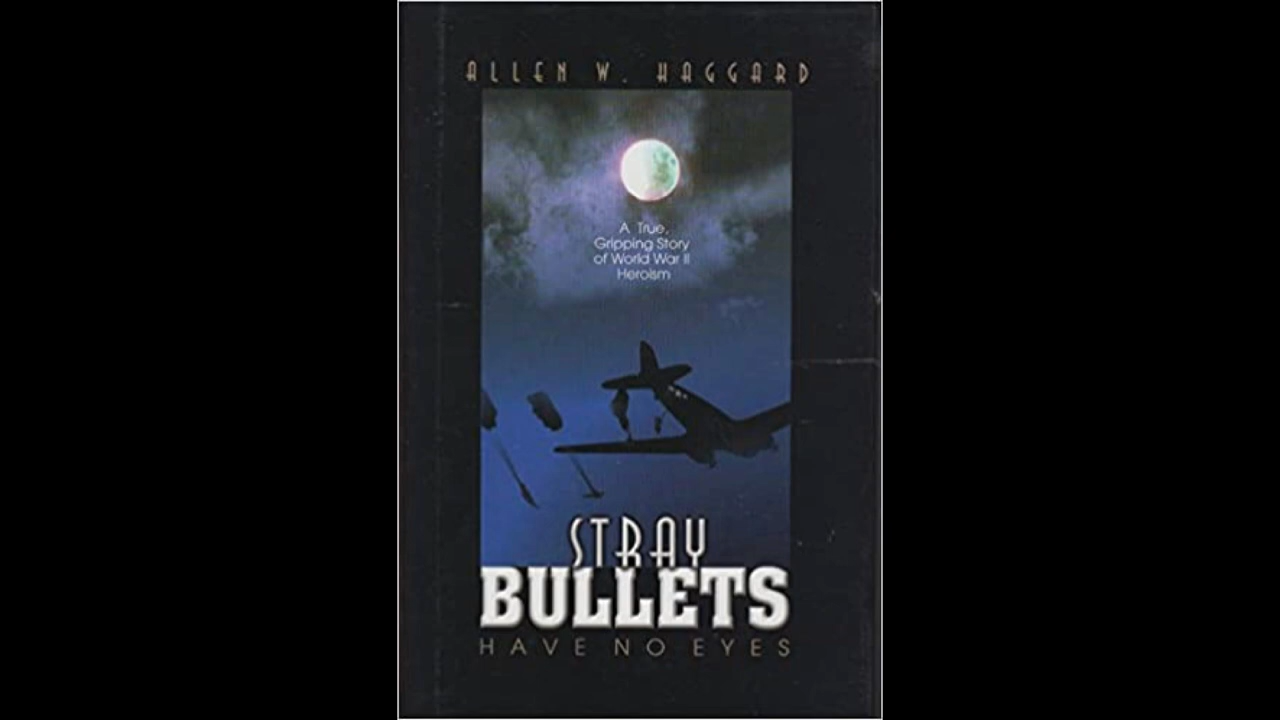 ALLEN W. HAGGARD
A True,
Gripping Story
of World War II
Heroism
STRAY
BULLETS
HAVE NO EYES